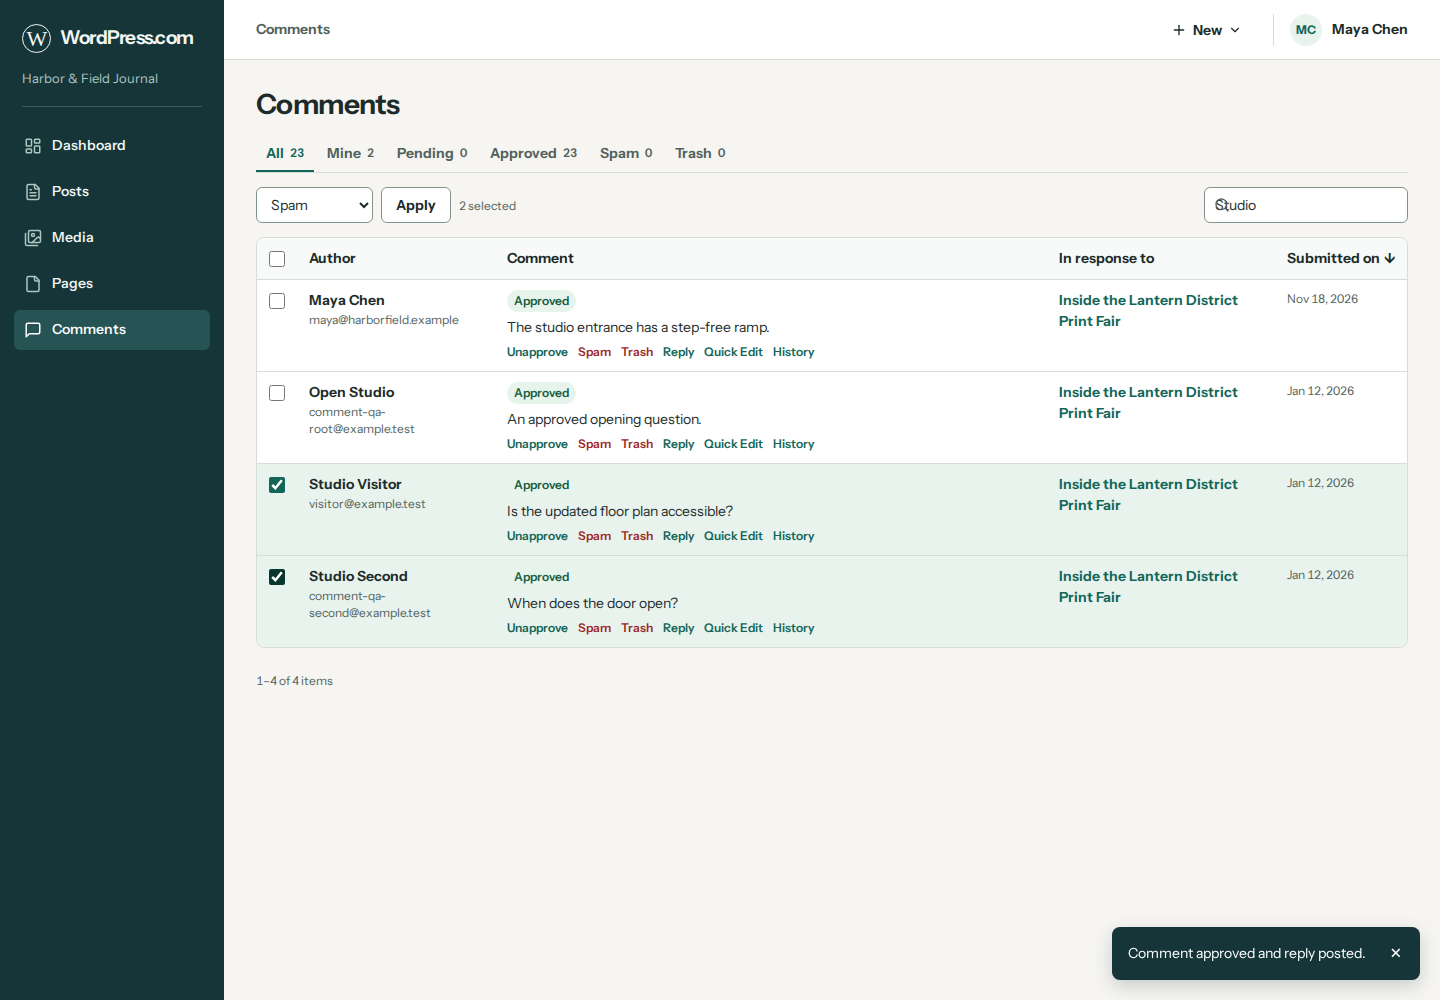 WordPress.com
Harbor & Field Journal
Dashboard
Posts
Media
Pages
Comments
Comments
New
MC
Maya Chen
Comments
All 23
Mine 2
Pending 0
Approved 23
Spam 0
Trash 0
Spam
Apply
2 selected
Studio
Author
Comment
In response to
Submitted on
Maya Chen
maya@harborfield.example
Approved
The studio entrance has a step-free ramp.
Unapprove Spam Trash Reply Quick Edit History
Inside the Lantern District
Print Fair
Nov 18, 2026
Open Studio
comment-qa-
root@example.test
Approved
An approved opening question.
Unapprove Spam Trash Reply Quick Edit History
Inside the Lantern District
Print Fair
Jan 12, 2026
Studio Visitor
visitor@example.test
Approved
Is the updated floor plan accessible?
Unapprove Spam Trash Reply Quick Edit History
Inside the Lantern District
Print Fair
Jan 12, 2026
Studio Second
comment-qa-
second@example.test
Approved
When does the door open?
Unapprove Spam Trash Reply Quick Edit History
Inside the Lantern District
Print Fair
Jan 12, 2026
1–4 of 4 items
Comment approved and reply posted.